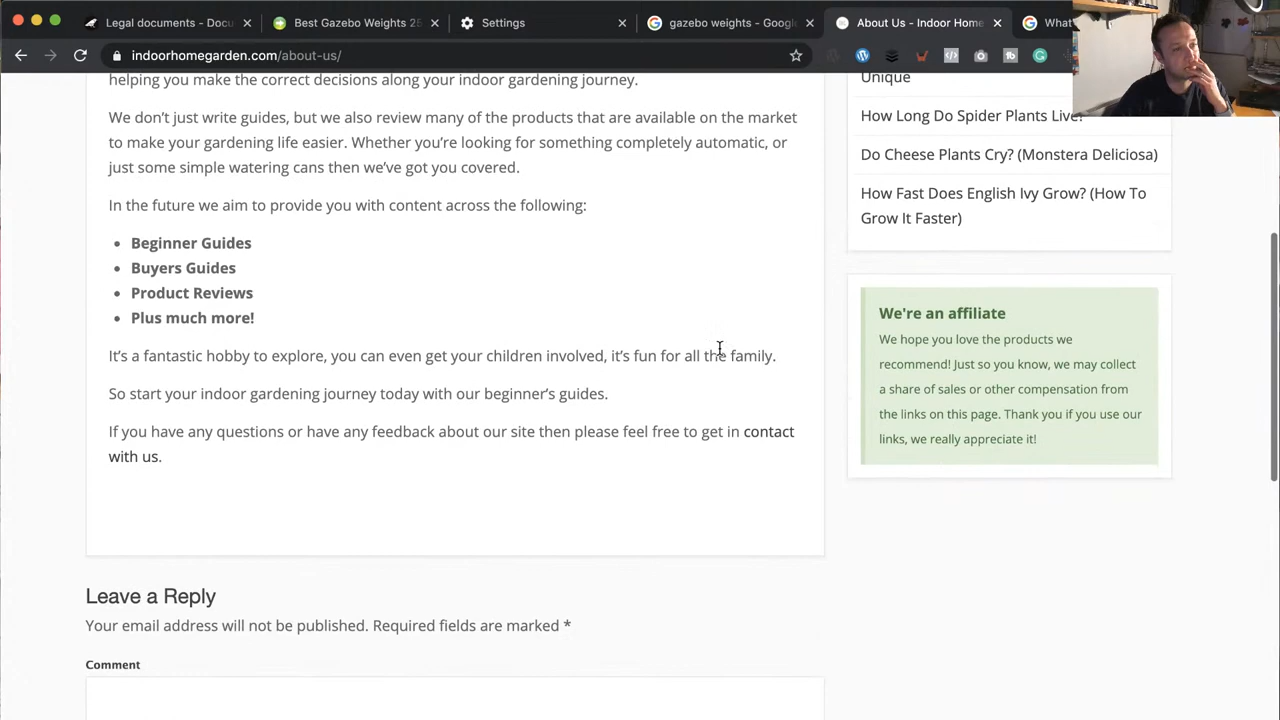 Legal documents - Docu
Best Gazebo Weights 25
Settings
gazebo weights - Google
About Us - Indoor Home
What
indoorhomegarden.com/about-us/
helping you make the correct decisions along your indoor gardening journey.
We don't just write guides, but we also review many of the products that are available on the market
to make your gardening life easier. Whether you're looking for something completely automatic, or
just some simple watering cans then we've got you covered.
In the future we aim to provide you with content across the following:
• Beginner Guides
• Buyers Guides
• Product Reviews
• Plus much more!
It's a fantastic hobby to explore, you can even get your children involved, it's fun for all the family.
So start your indoor gardening journey today with our beginner's guides.
If you have any questions or have any feedback about our site then please feel free to get in contact
with us.
Leave a Reply
Your email address will not be published. Required fields are marked *
Comment
Unique
How Long Do Spider Plants Live?
Do Cheese Plants Cry? (Monstera Deliciosa)
How Fast Does English Ivy Grow? (How To
Grow It Faster)
We're an affiliate
We hope you love the products we
recommend! Just so you know, we may collect
a share of sales or other compensation from
the links on this page. Thank you if you use our
links, we really appreciate it!